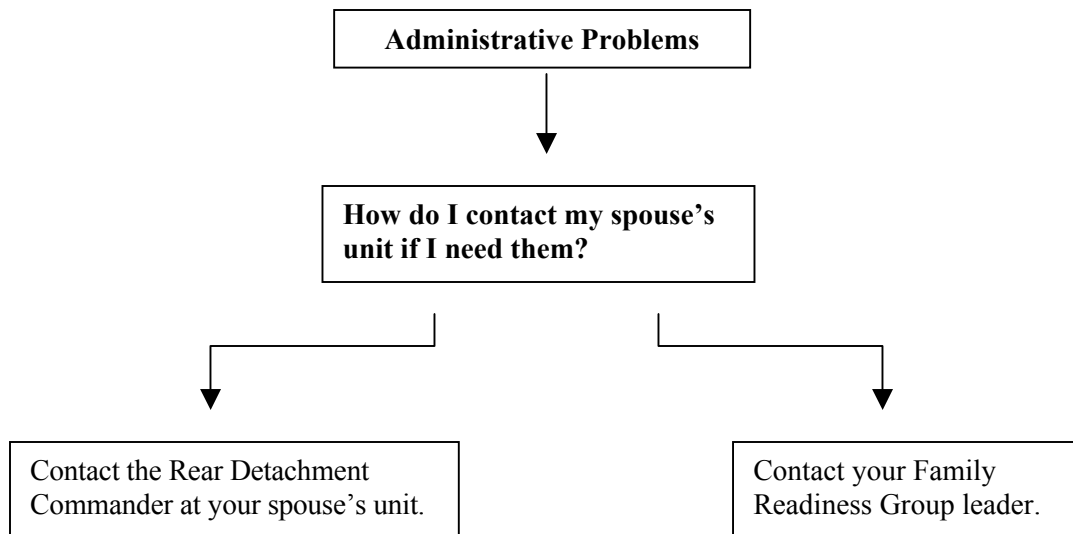 Administrative Problems
How do I contact my spouse’s
unit if I need them?
Contact the Rear Detachment
Commander at your spouse’s unit.
Contact your Family
Readiness Group leader.